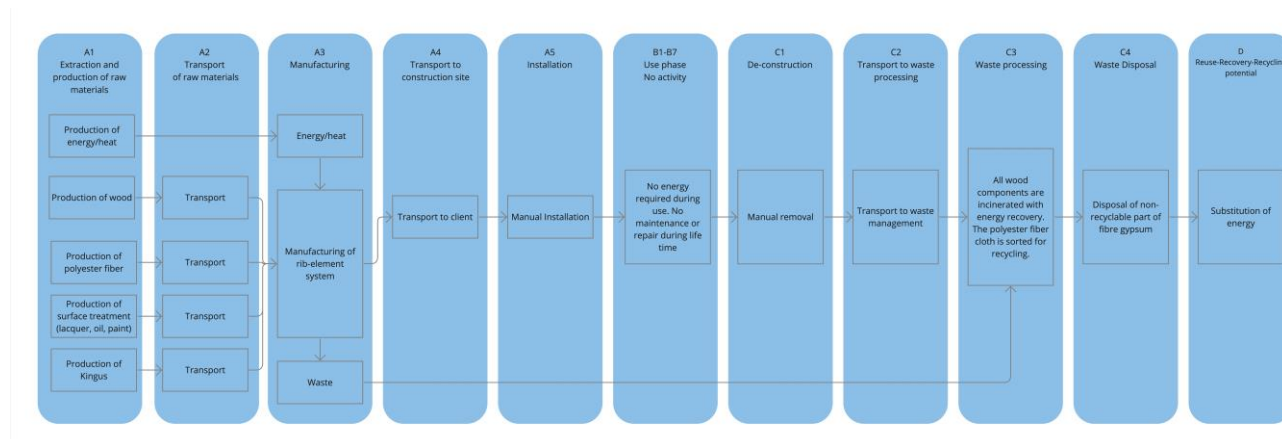 A1
Extraction and
production of raw
materials
Production of
energy/heat
Production of wood
Production of
polyester fiber
Production of
surface treatment
(lacquer, oil, paint)
Production of
Kingus
A2
Transport
of raw materials
Transport
Transport
Transport
Transport
A3
Manufacturing
Energy/heat
Manufacturing of
rib-element
system
Waste
A4
Transport to
construction site
Transport to client
A5
Installation
Manual Installation
B1-B7
Use phase
No activity
No energy
required during
use. No
maintenance or
repair during life
time
C1
De-construction
Manual removal
C2
Transport to waste
processing
Transport to waste
management
C3
Waste processing
All wood
components are
incinerated with
energy recovery.
The polyester fiber
cloth is sorted for
recycling.
C4
Waste Disposal
Disposal of non-
recyclable part of
fibre gypsum
D
Reuse-Recovery-Recyclin
potential
Substitution of
energy